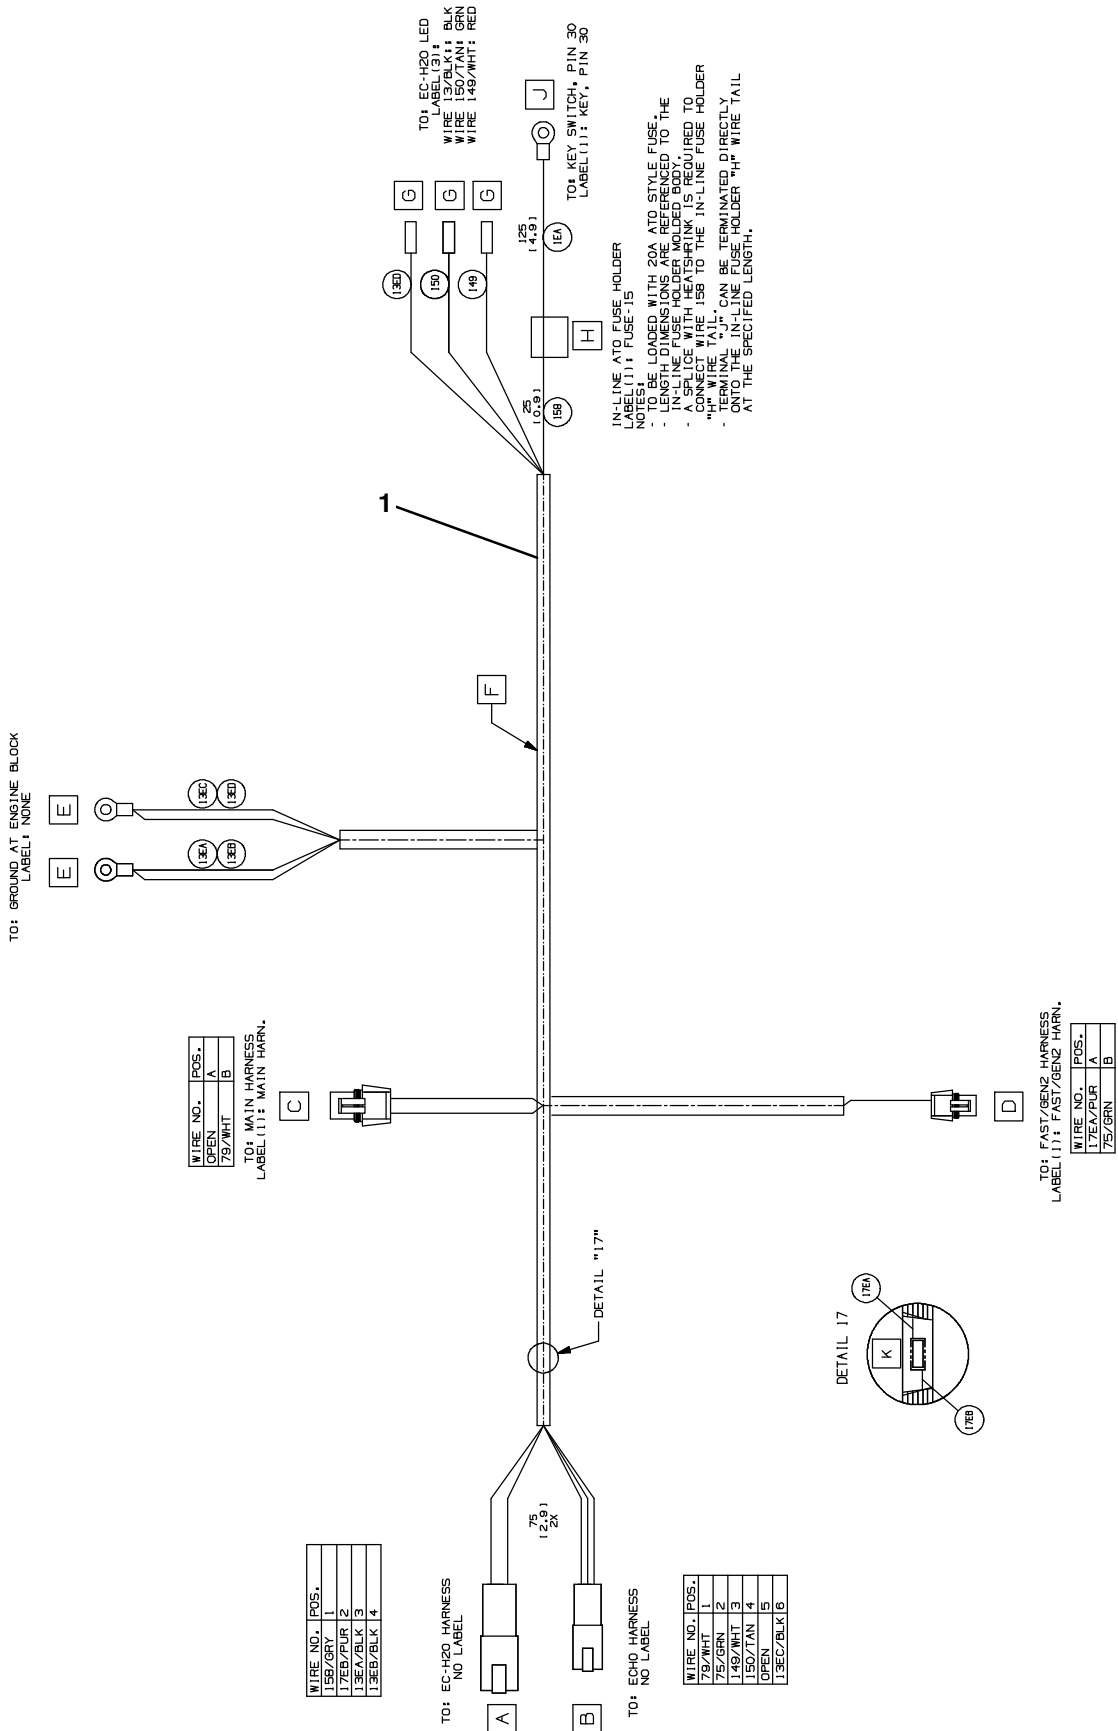 TO: GROUND AT ENGINE BLOCK
LABEL: NONE
E
E
13EA
13EB
13EC
13ED
TO: EC-H2O LED
LABEL (3):
WIRE 13/BLK:: BLK
WIRE 150/TAN: GRN
WIRE 149/WHT: RED
G
G
G
13ED
150
149
J
TO: KEY SWITCH, PIN 30
LABEL(1): KEY, PIN 30
125
[4.9]
1EA
H
25
[0.9]
15B
IN-LINE ATO FUSE HOLDER
LABEL(1): FUSE-15
NOTES:
- TO BE LOADED WITH 20A ATO STYLE FUSE.
- LENGTH DIMENSIONS ARE REFERENCED TO THE
IN-LINE FUSE HOLDER MOLDED BODY.
- A SPLICE WITH HEATSHRINK IS REQUIRED TO
CONNECT WIRE 15B TO THE IN-LINE FUSE HOLDER
"H" WIRE TAIL.
- TERMINAL "J" CAN BE TERMINATED DIRECTLY
ONTO THE IN-LINE FUSE HOLDER "H" WIRE TAIL
AT THE SPECIFED LENGTH.
1
F
WIRE NO. POS.
OPEN A
79/WHT B
TO: MAIN HARNESS
LABEL(1): MAIN HARN.
C
D
TO: FAST/GEN2 HARNESS
LABEL(1): FAST/GEN2 HARN.
WIRE NO. POS.
17EA/PUR A
75/GRN B
DETAIL "17"
DETAIL 17
K
17EA
17EB
WIRE NO. POS.
15B/GRY 1
17EB/PUR 2
13EA/BLK 3
13EB/BLK 4
TO: EC-H2O HARNESS
NO LABEL
A
75
[2.9]
2X
B
TO: ECHO HARNESS
NO LABEL
WIRE NO. POS.
79/WHT 1
75/GRN 2
149/WHT 3
150/TAN 4
OPEN 5
13EC/BLK 6